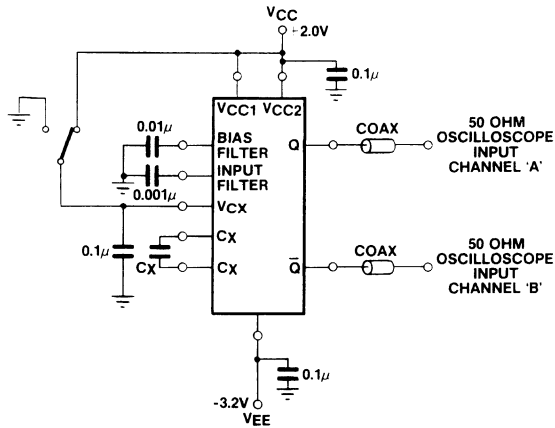 VCC
-2.0V
0.1μ
VCC1 VCC2
0.01μ
BIAS
FILTER
INPUT
FILTER
0.001μ
VCX
0.1μ
CX
CX
CX
Q
COAX
50 OHM
OSCILLOSCOPE
INPUT
CHANNEL 'A'
Q̅
COAX
50 OHM
OSCILLOSCOPE
INPUT
CHANNEL 'B'
0.1μ
-3.2V
VEE